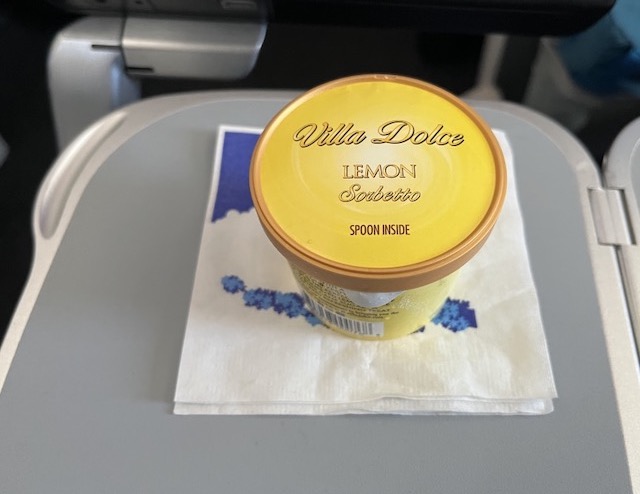 Villa Dolce
LEMON
Sorbetto
SPOON INSIDE